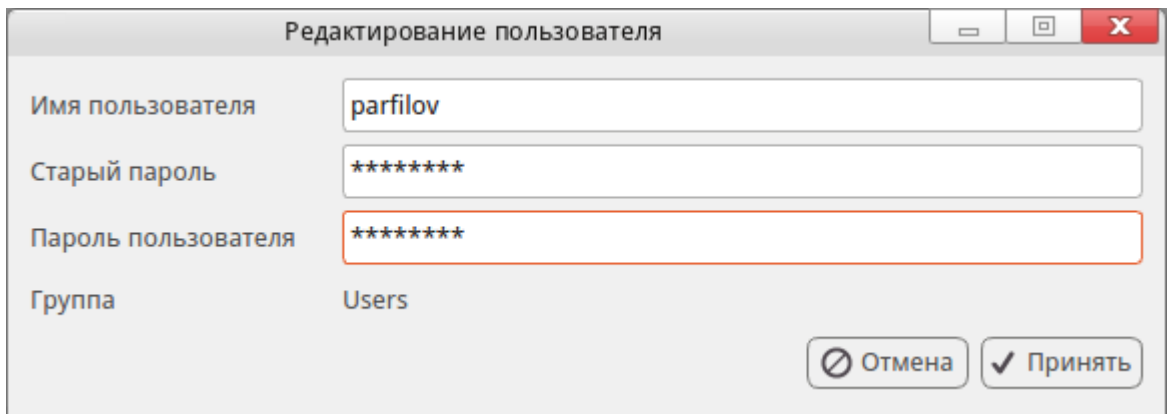 Редактирование пользователя
Имя пользователя parfilov
Старый пароль ********
Пароль пользователя ********
Группа Users
Отмена Принять